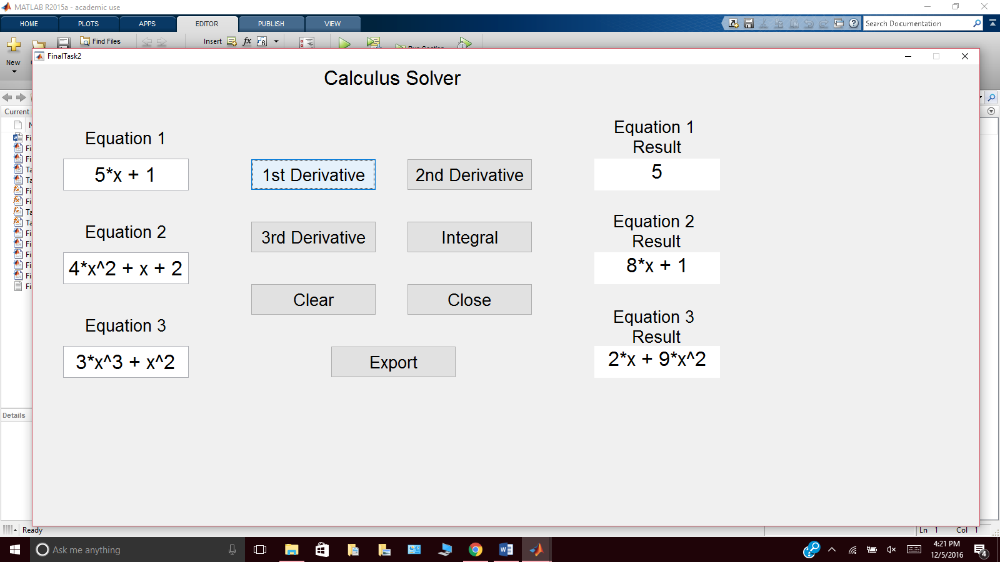 MATLAB R2015a - academic use
HOME PLOTS APPS EDITOR PUBLISH VIEW
Search Documentation
Find Files
Insert
fx
New
FinalTask2
Current
Calculus Solver
Equation 1
5*x + 1
Equation 2
4*x^2 + x + 2
Equation 3
3*x^3 + x^2
1st Derivative 2nd Derivative
3rd Derivative Integral
Clear Close
Export
Equation 1
Result
5
Equation 2
Result
8*x + 1
Equation 3
Result
2*x + 9*x^2
Details
Ready
Ln 1 Col 1
Ask me anything
4:21 PM
12/5/2016
4